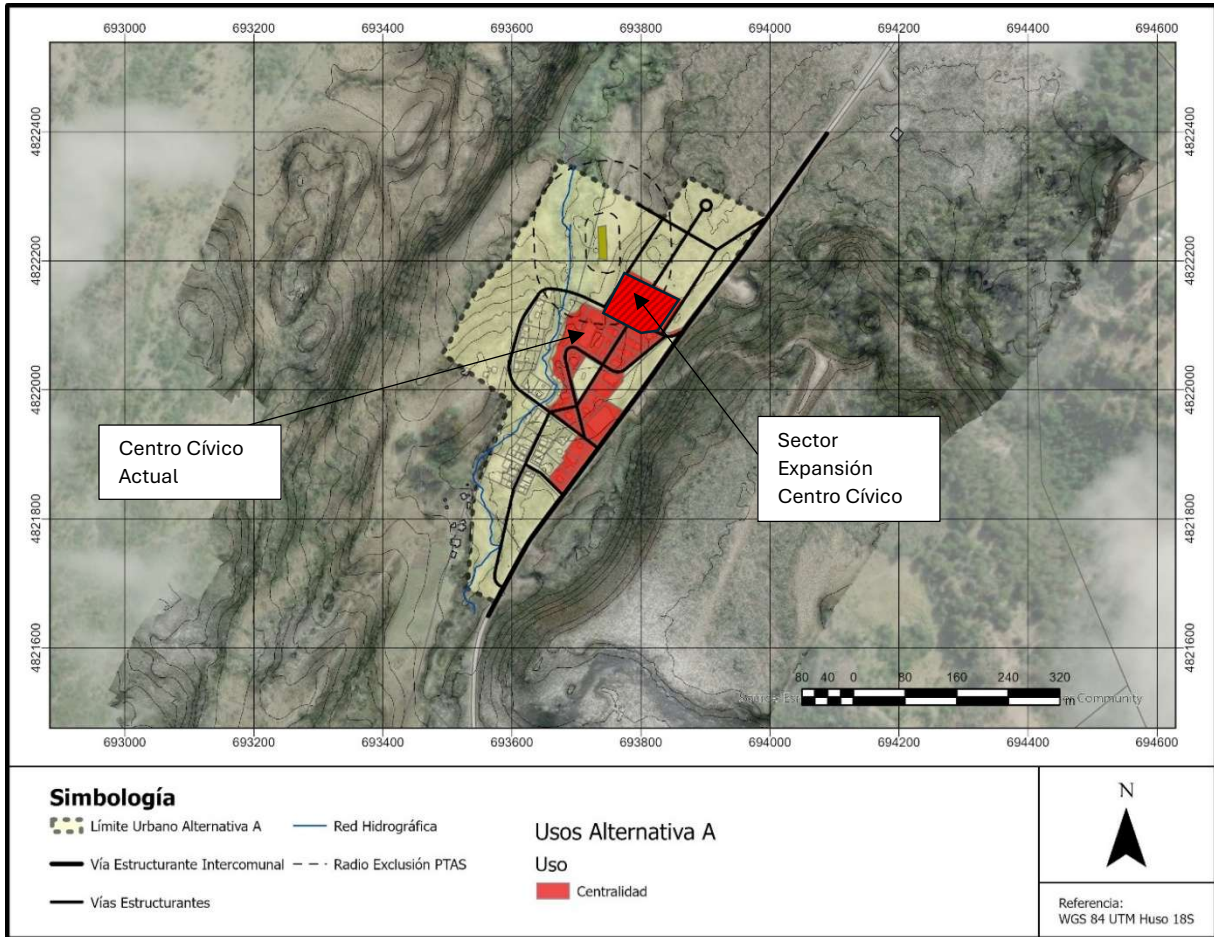 693000 693200 693400 693600 693800 694000 694200 694400 694600
4822400 4822400
4822200 4822200
4822000 4822000
4821800 4821800
4821600 4821600
Centro Cívico
Actual
Sector
Expansión
Centro Cívico
80 40 0 80 160 240 320
m
Community
693000 693200 693400 693600 693800 694000 694200 694400 694600
Simbología
Límite Urbano Alternativa A
Vía Estructurante Intercomunal
Vías Estructurantes
Red Hidrográfica
Radio Exclusión PTAS
Usos Alternativa A
Uso
Centralidad
N
Referencia:
WGS 84 UTM Huso 18S